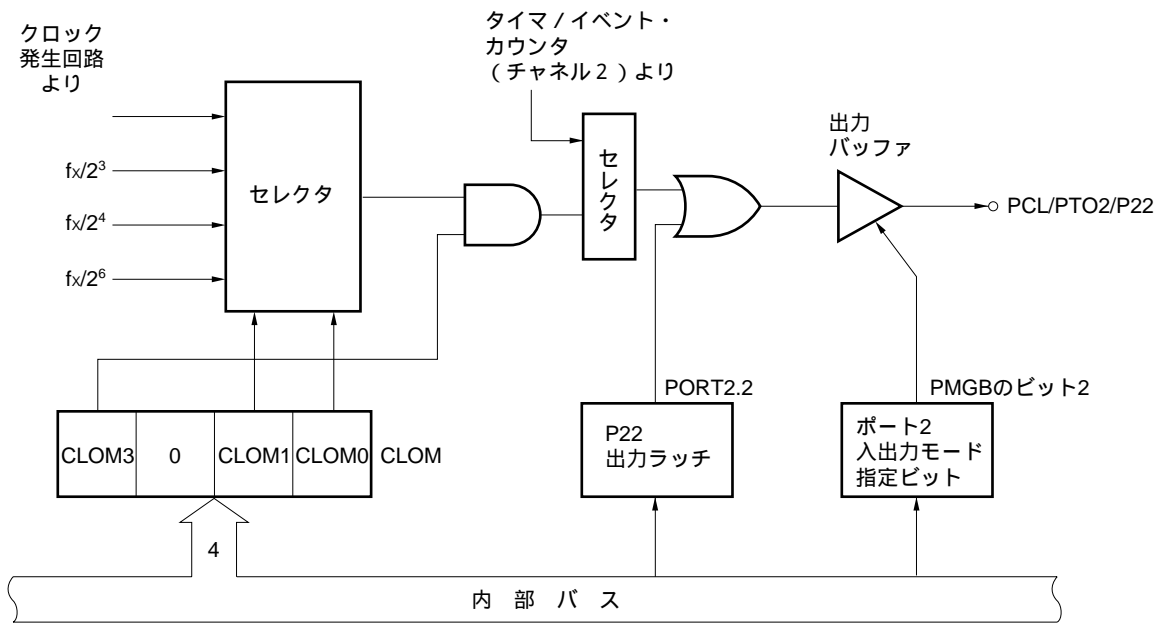 クロック
発生回路
より
タイマ / イベント・
カウンタ
(チャネル2)より
fX/2³
fX/2⁴
fX/2⁶
セレクタ
セレクタ
出力
バッファ
PCL/PTO2/P22
CLOM3 0 CLOM1 CLOM0 CLOM
PORT2.2
P22
出力ラッチ
PMGBのビット2
ポート2
入出力モード
指定ビット
4
内 部 バ ス